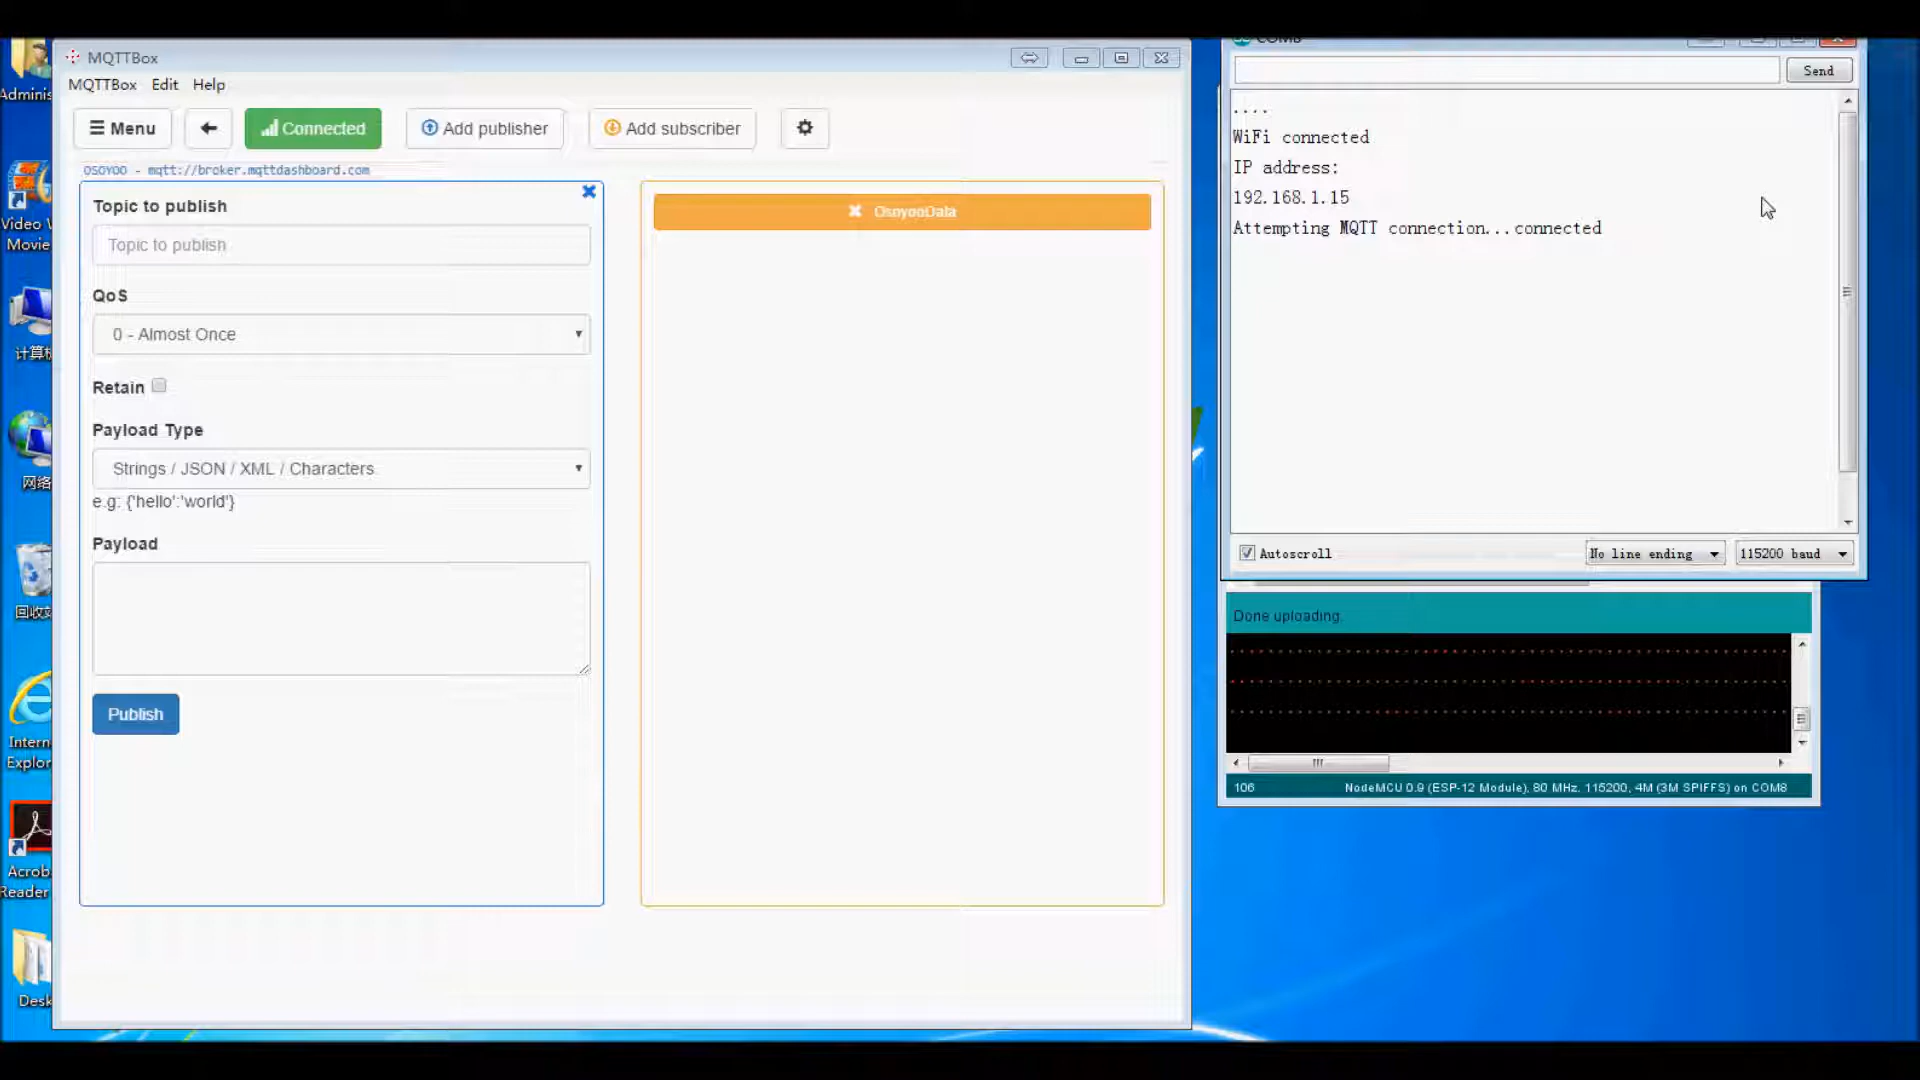 MQTTBox
MQTTBox Edit Help
Menu
Connected
Add publisher
Add subscriber
OSOYOO - mqtt://broker.mqttdashboard.com
Topic to publish
Topic to publish
QoS
0 - Almost Once
Retain
Payload Type
Strings / JSON / XML / Characters
e.g: {'hello':'world'}
Payload
Publish
OsoyooData
COM8
Send
....
WiFi connected
IP address:
192.168.1.15
Attempting MQTT connection...connected
Autoscroll
No line ending
115200 baud
Done uploading.
106
NodeMCU 0.9 (ESP-12 Module), 80 MHz, 115200, 4M (3M SPIFFS) on COM8
Adminis
Video W
Movie
计算机
网络
回收站
Intern
Explor
Acrob
Reader
Desk